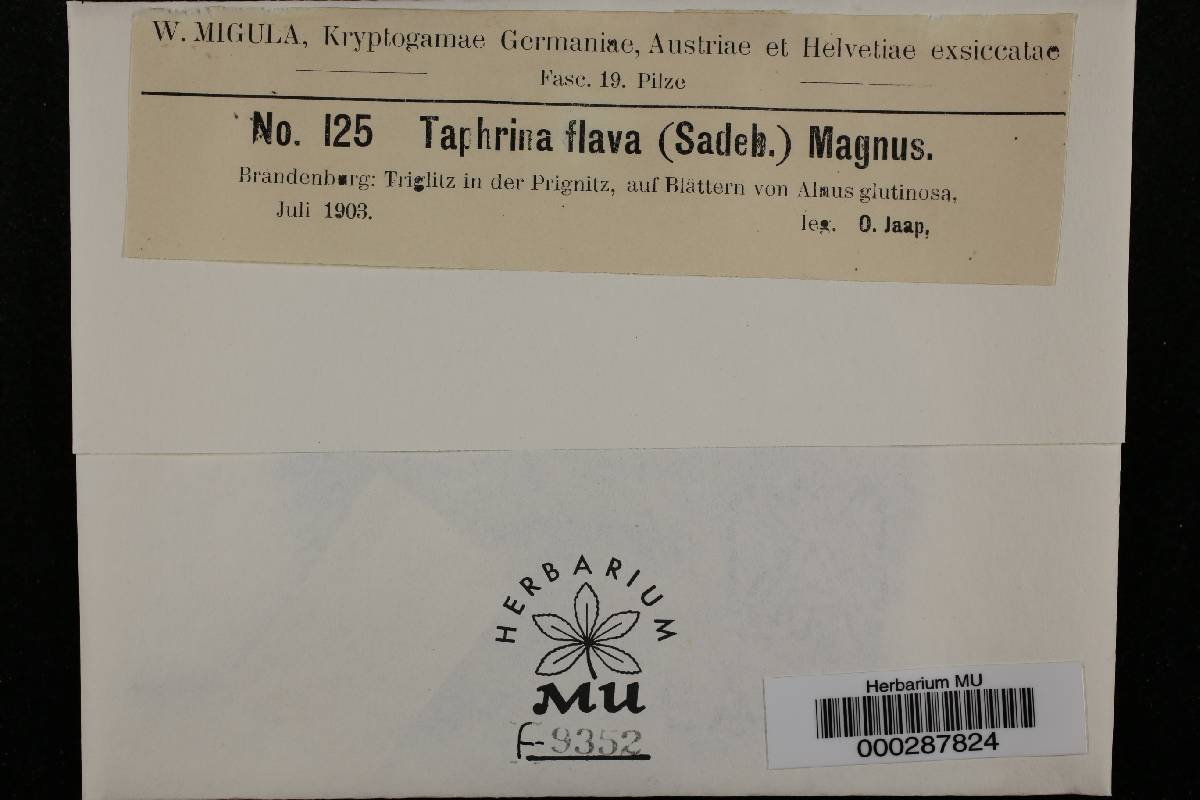 W. MIGULA, Kryptogamae Germaniae, Austriae et Helvetiae exsiccatae
Fasc. 19. Pilze
No. 125 Taphrina flava (Sadeb.) Magnus.
Brandenburg: Triglitz in der Prignitz, auf Blättern von Alnus glutinosa,
Juli 1903. leg. O. Jaap,
HERBARIUM
MU
F-9352
Herbarium MU
000287824